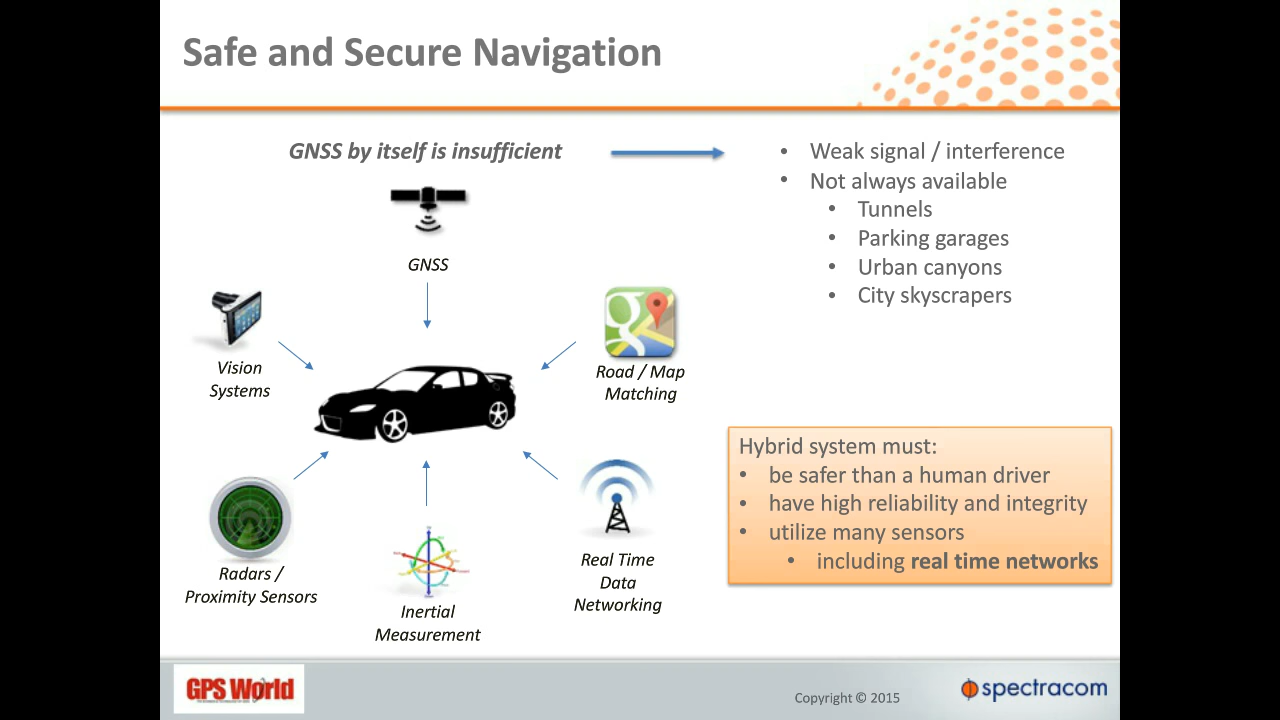 Safe and Secure Navigation
GNSS by itself is insufficient
• Weak signal / interference
• Not always available
• Tunnels
• Parking garages
• Urban canyons
• City skyscrapers
GNSS
Vision
Systems
Road / Map
Matching
Radars /
Proximity Sensors
Inertial
Measurement
Real Time
Data
Networking
Hybrid system must:
• be safer than a human driver
• have high reliability and integrity
• utilize many sensors
• including real time networks
GPS World
Copyright © 2015
spectracom